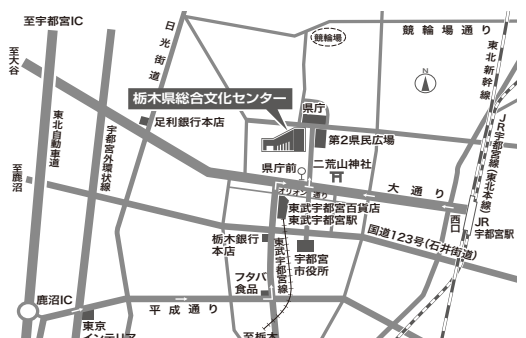 至宇都宮IC
日光街道
競輪場通り
競輪場
至大谷
東北新幹線
N
栃木県総合文化センター
県庁
足利銀行本店
第2県民広場
JR宇都宮線(東北本線)
東北自動車道
宇都宮外環状線
県庁前
二荒山神社
至鹿沼
大通り
オリオン通り
東武宇都宮百貨店
東武宇都宮駅
西口
JR
宇都宮駅
国道123号(石井街道)
栃木銀行
本店
東武宇都宮線
宇都宮
市役所
フタバ
食品
鹿沼IC
平成通り
東京
インテリア
至栃木